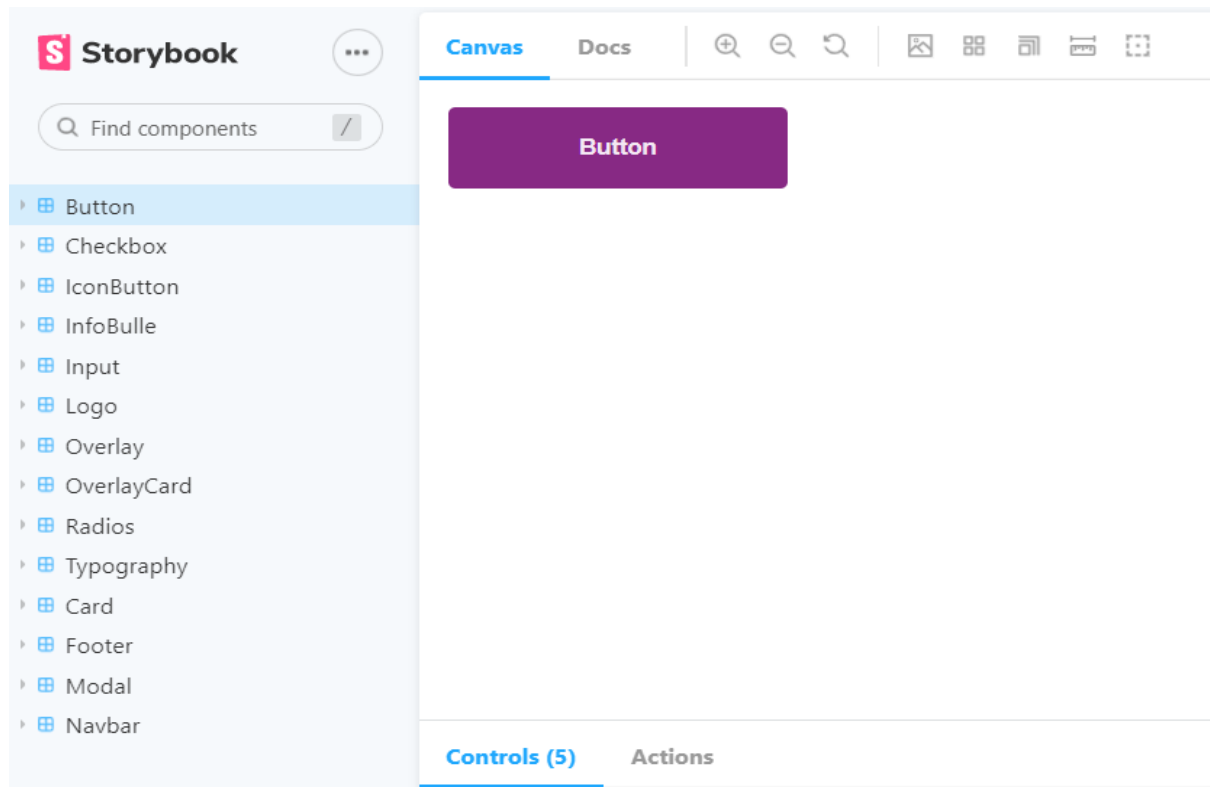 S Storybook
Find components /
Button
Checkbox
IconButton
InfoBulle
Input
Logo
Overlay
OverlayCard
Radios
Typography
Card
Footer
Modal
Navbar
Canvas Docs
Button
Controls (5) Actions